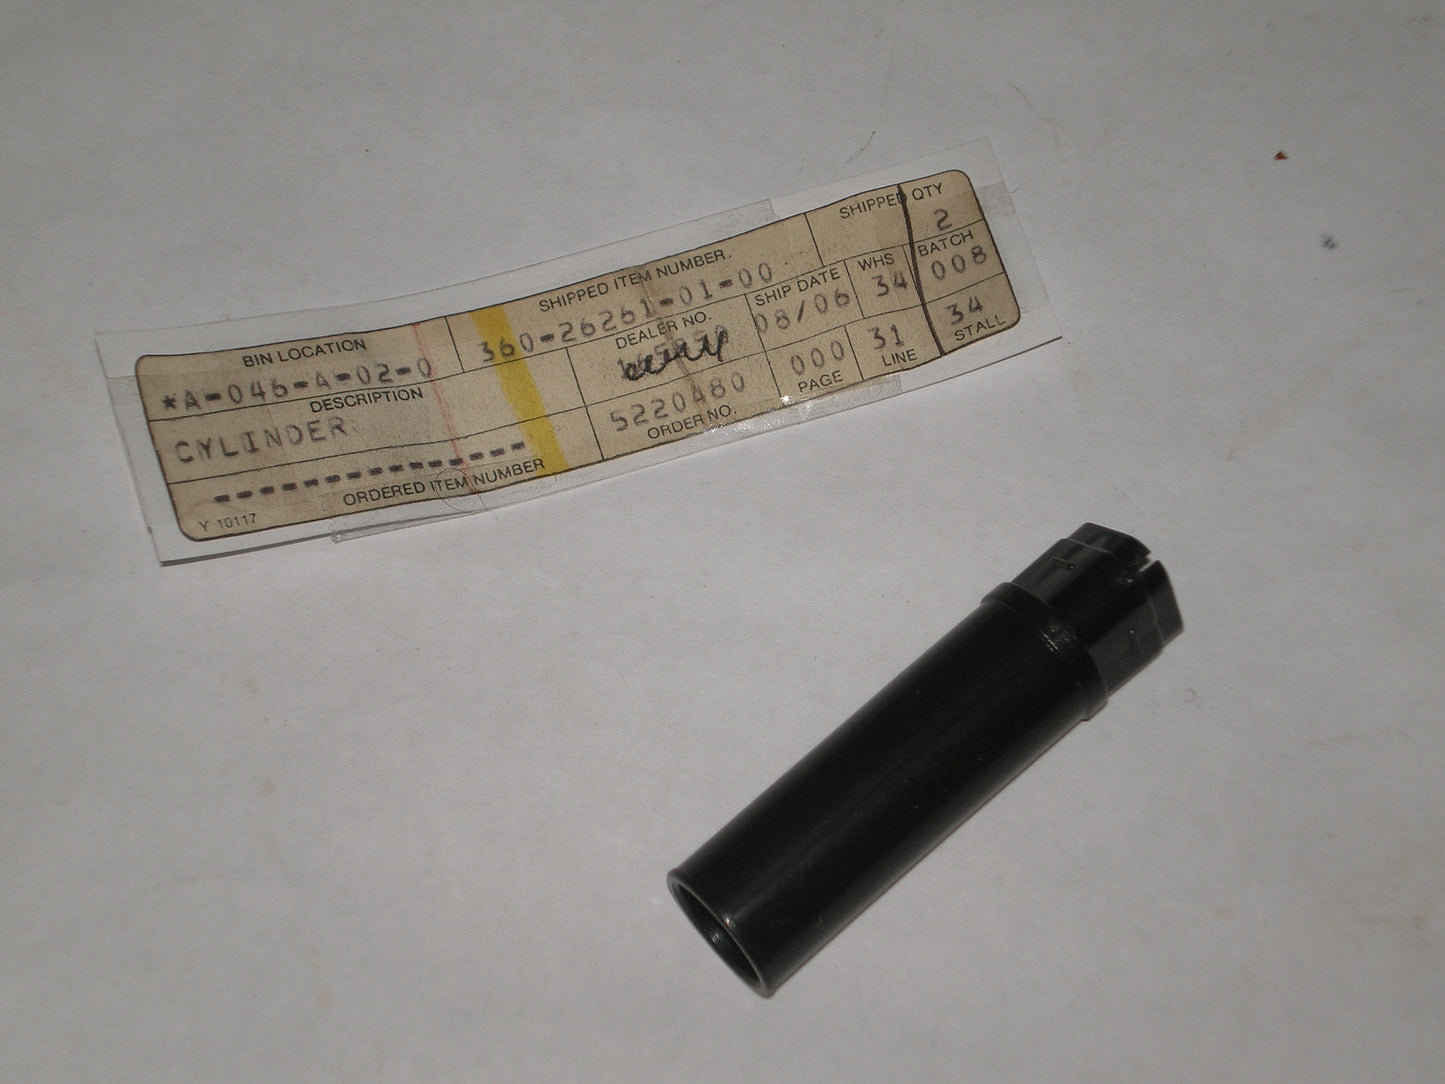 BIN LOCATION
*A-046-A-02-0
SHIPPED ITEM NUMBER.
360-26261-01-00
SHIPPED QTY
2
DESCRIPTION
CYLINDER
DEALER NO.
SHIP DATE
08/06
WHS
34
BATCH
008
---------------
ORDERED ITEM NUMBER
5220480
ORDER NO.
000
PAGE
31
LINE
34
STALL
Y 10117